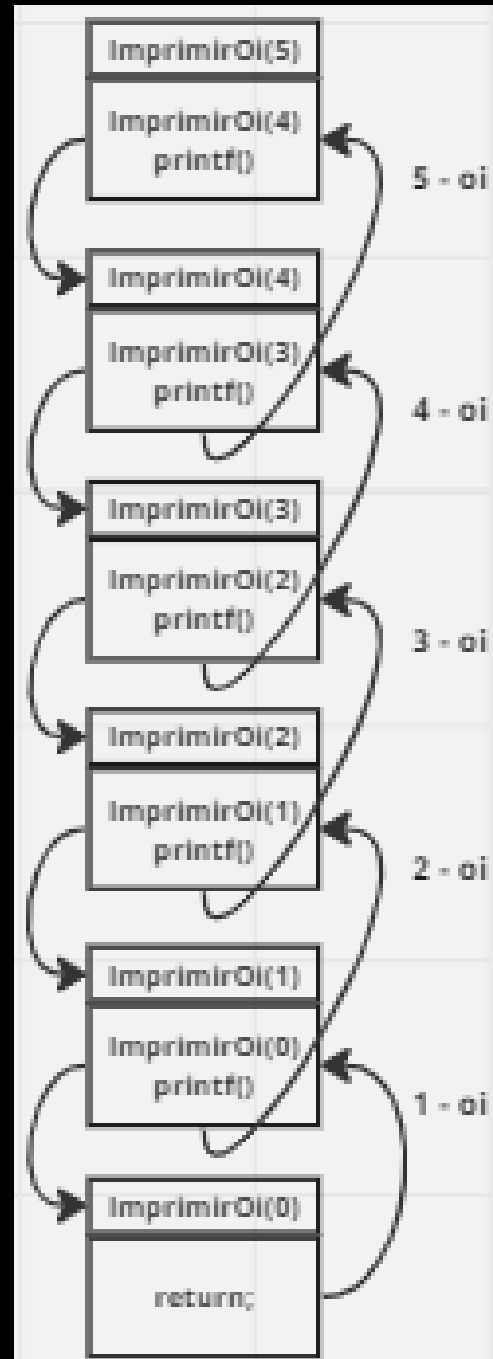 ImprimirOi(5)
ImprimirOi(4)
printf()
5 - oi
ImprimirOi(4)
ImprimirOi(3)
printf()
4 - oi
ImprimirOi(3)
ImprimirOi(2)
printf()
3 - oi
ImprimirOi(2)
ImprimirOi(1)
printf()
2 - oi
ImprimirOi(1)
ImprimirOi(0)
printf()
1 - oi
ImprimirOi(0)
return;